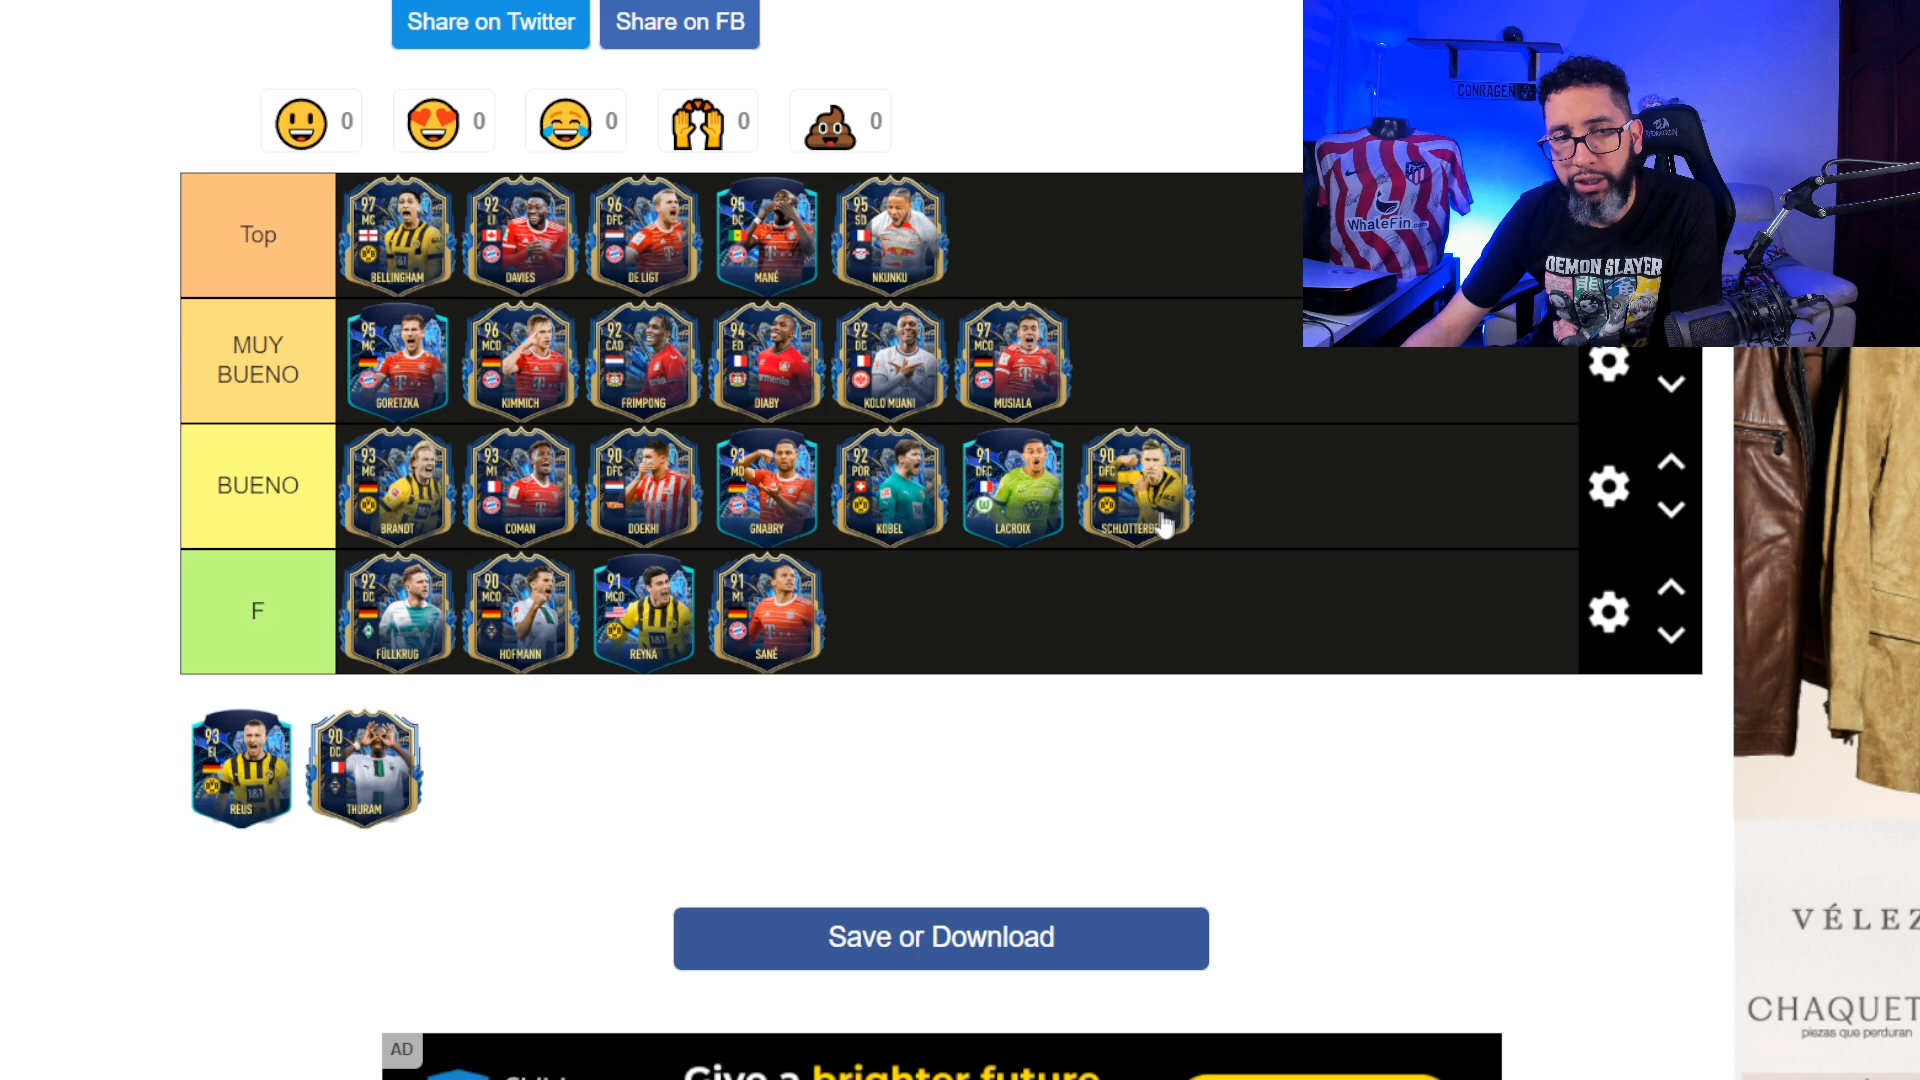 Share on Twitter
Share on FB
0
0
0
0
0
CONRAGEN
WhaleFin.com
DEMON SLAYER
Top
97 MC BELLINGHAM
92 LI DAVIES
96 DFC DE LIGT
95 DC MANÉ
95 SD NKUNKU
MUY
BUENO
95 MC GORETZKA
96 MCD KIMMICH
92 CAD FRIMPONG
94 ED DIABY
92 DC KOLO MUANI
97 MCO MUSIALA
BUENO
93 MC BRANDT
93 MI COMAN
90 DFC DOEKHI
93 MD GNABRY
92 POR KOBEL
91 DFC LACROIX
90 DFC
F
92 DC FÜLLKRUG
90 MCO HOFMANN
91 MCO REYNA
91 MI SANÉ
93 EI REUS
90 DC THURAM
Save or Download
VÉLEZ
CHAQUET
piezas que perduran
AD
Give a brighter future